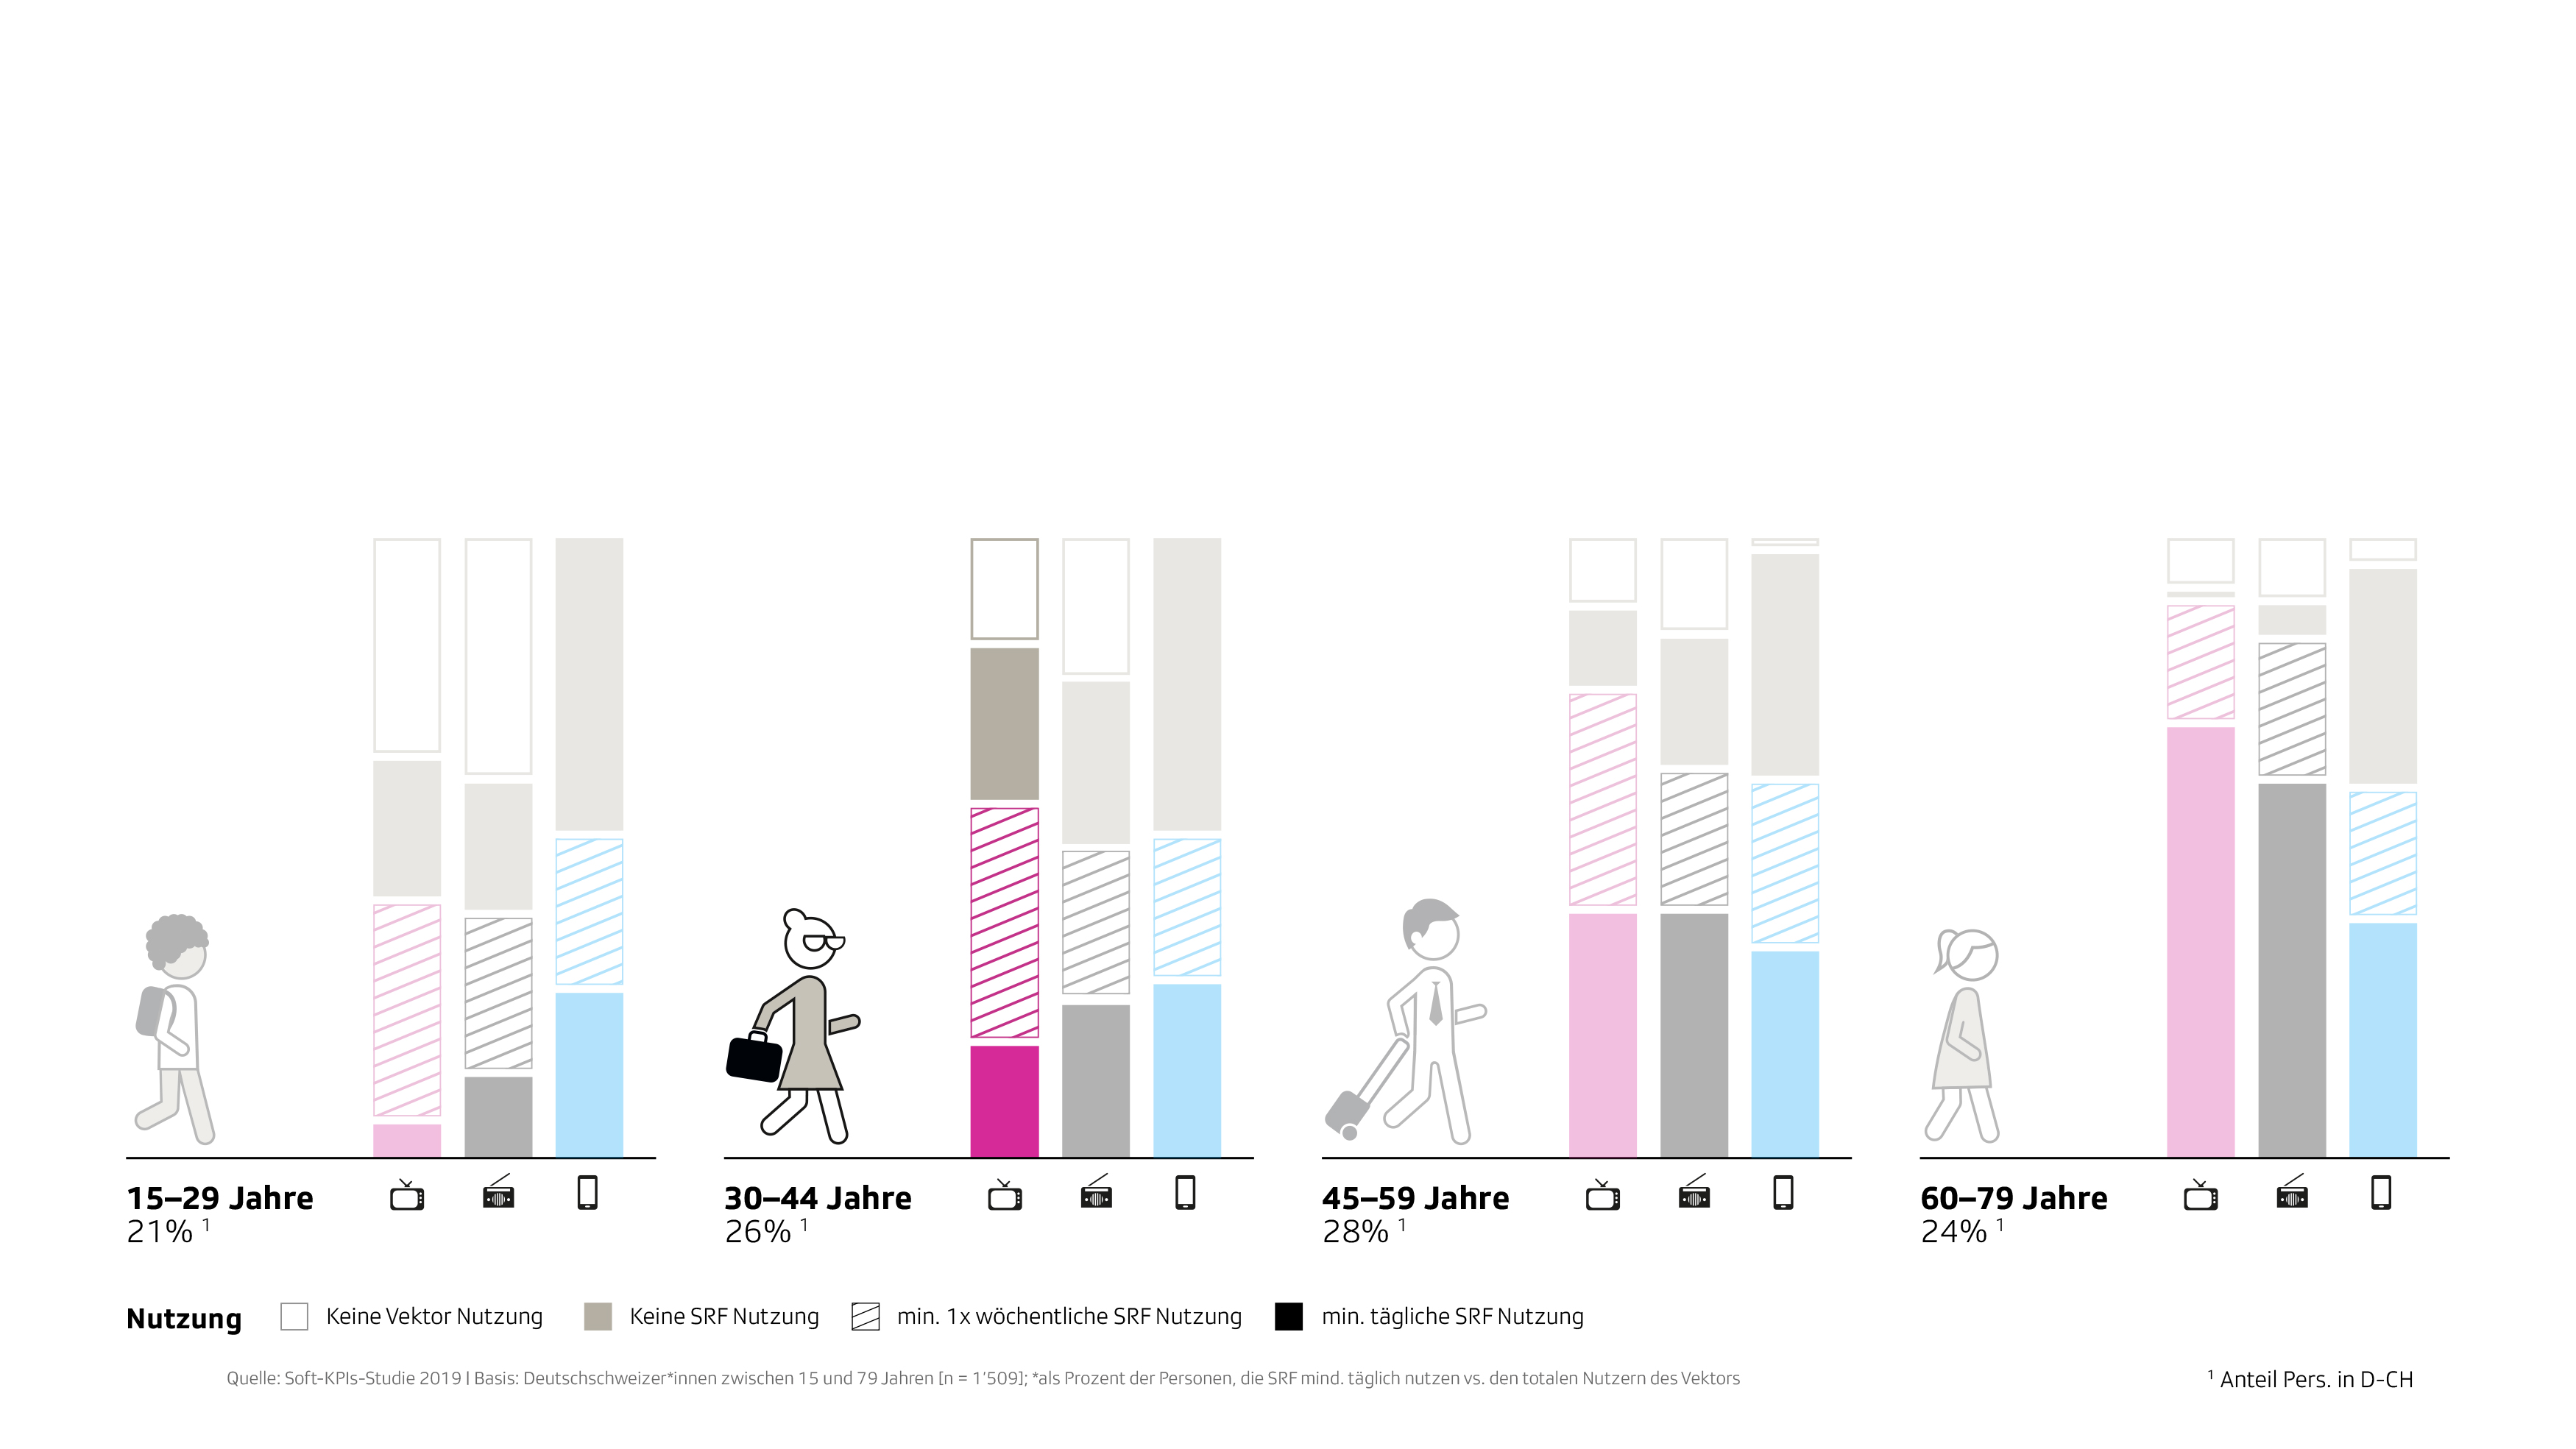 15–29 Jahre
21% ¹
30–44 Jahre
26% ¹
45–59 Jahre
28% ¹
60–79 Jahre
24% ¹
Nutzung Keine Vektor Nutzung Keine SRF Nutzung min. 1x wöchentliche SRF Nutzung min. tägliche SRF Nutzung
Quelle: Soft-KPIs-Studie 2019 | Basis: Deutschschweizer*innen zwischen 15 und 79 Jahren [n = 1’509]; *als Prozent der Personen, die SRF mind. täglich nutzen vs. den totalen Nutzern des Vektors
¹ Anteil Pers. in D-CH